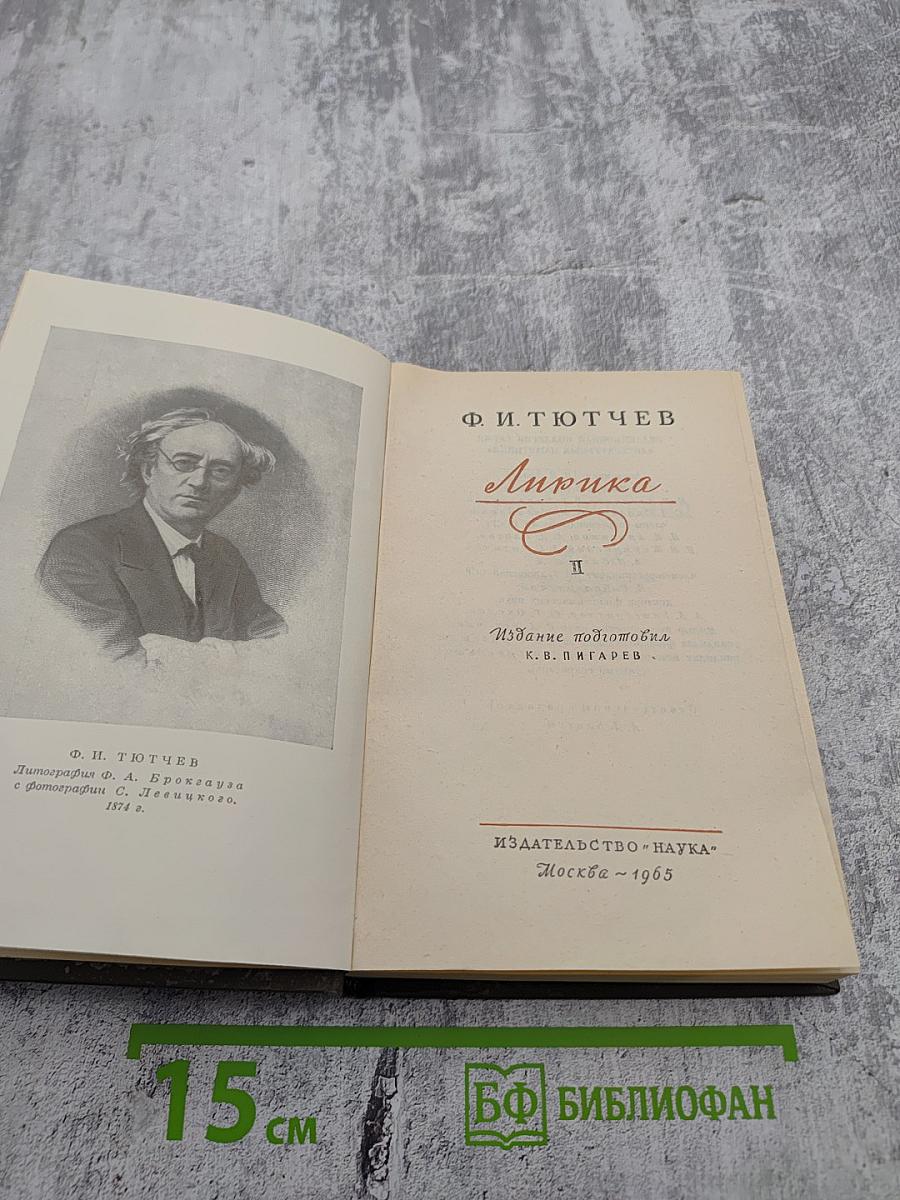 Ф. И. ТЮТЧЕВ
Литография Ф. А. Брокгауза
с фотографии С. Левицкого.
1874 г.
Ф. И. ТЮТЧЕВ
Лирика
II
Издание подготовил
К. В. ПИГАРЕВ
ИЗДАТЕЛЬСТВО "НАУКА"
Москва ~ 1965
15 см
БФ БИБЛИОФАН